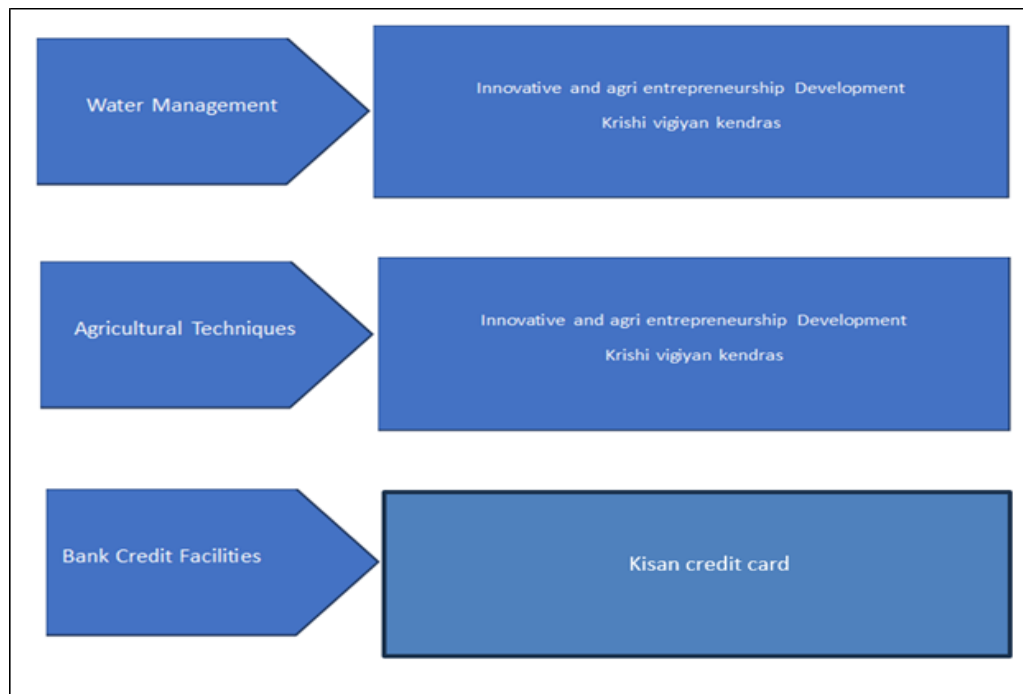 Water Management
Innovative and agri entrepreneurship Development
Krishi vigiyan kendras
Agricultural Techniques
Innovative and agri entrepreneurship Development
Krishi vigiyan kendras
Bank Credit Facilities
Kisan credit card